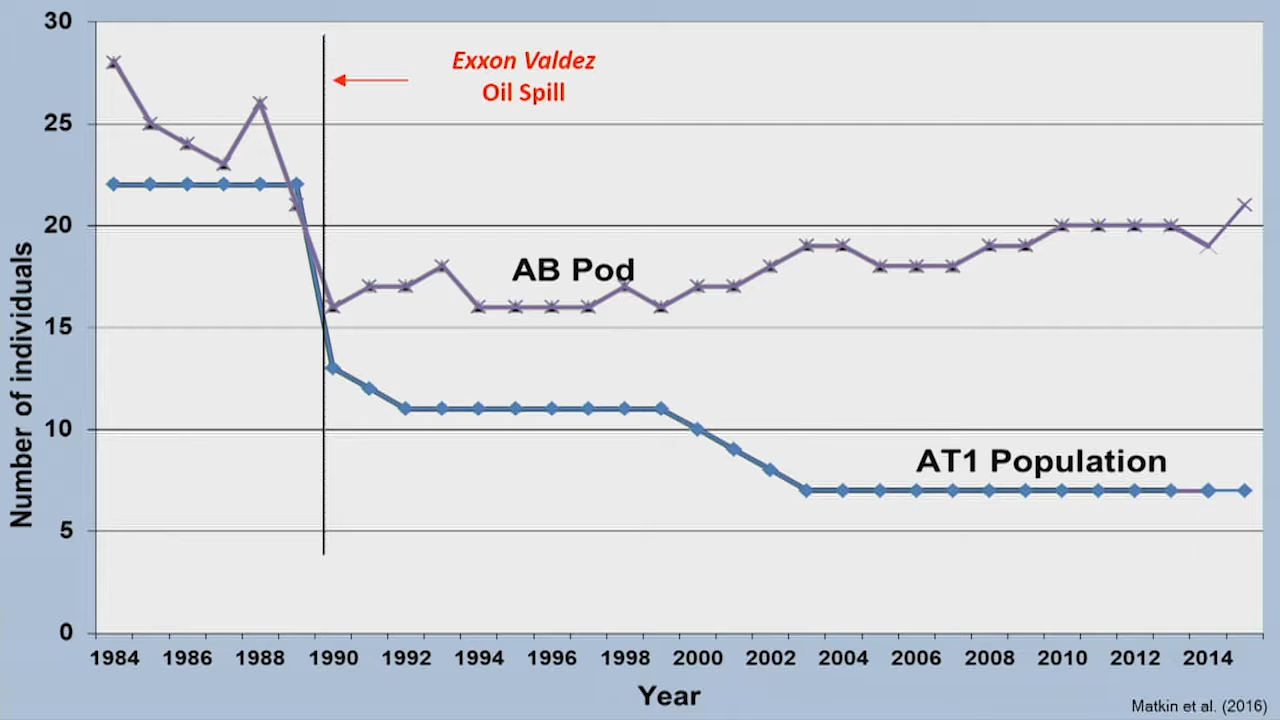 30
25
20
15
10
5
0
Number of individuals
Exxon Valdez
Oil Spill
AB Pod
AT1 Population
1984 1986 1988 1990 1992 1994 1996 1998 2000 2002 2004 2006 2008 2010 2012 2014
Year
Matkin et al. (2016)